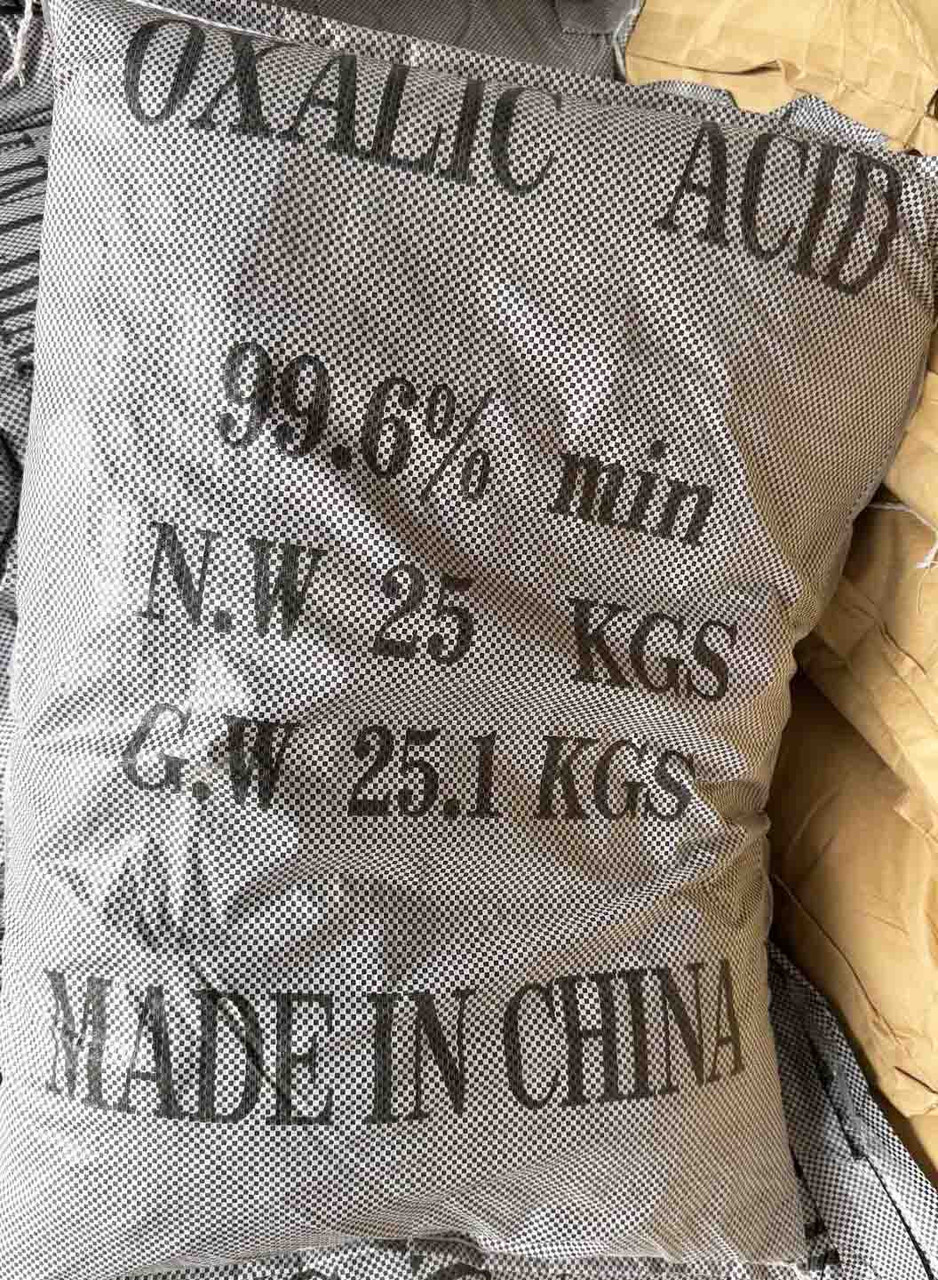 OXALIC ACID
99.6% min
N.W 25 KGS
G.W 25.1 KGS
MADE IN CHINA